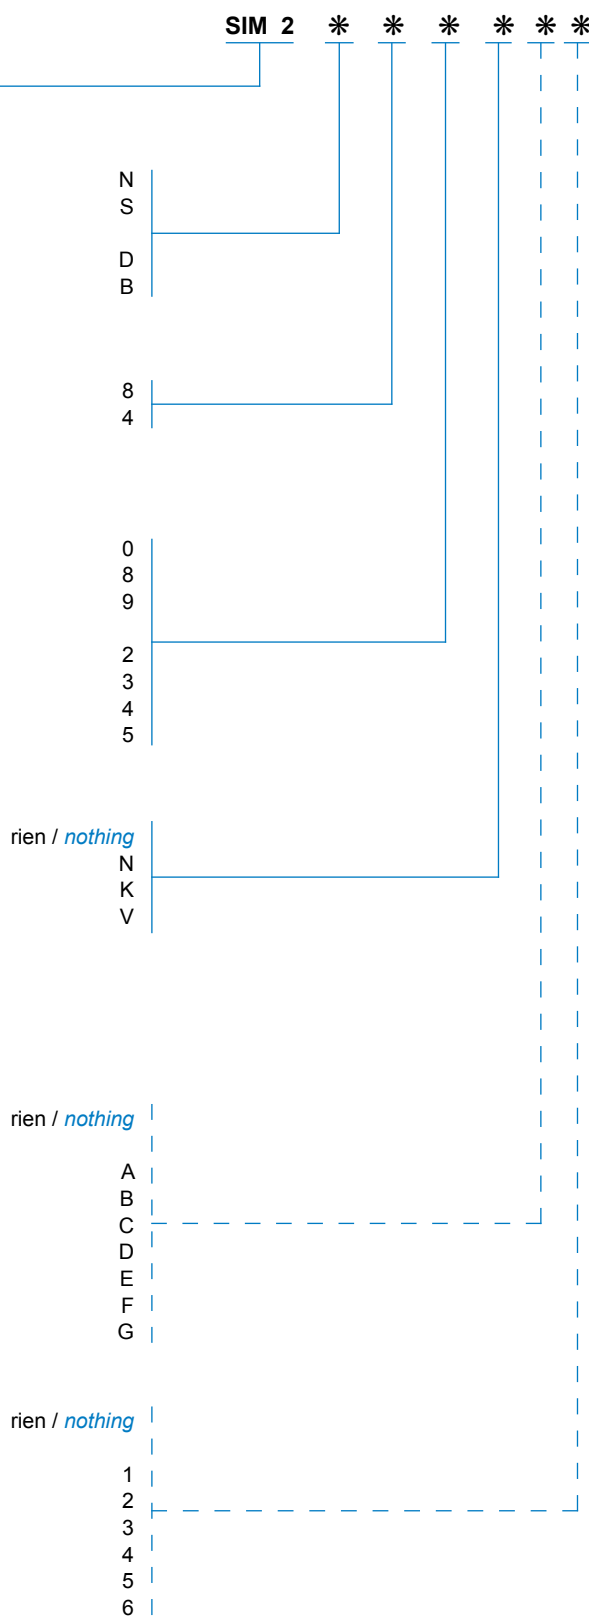 SIM 2 ❋ ❋ ❋ ❋ ❋ ❋
N
S
D
B
8
4
0
8
9
2
3
4
5
rien / nothing
N
K
V
rien / nothing
A
B
C
D
E
F
G
rien / nothing
1
2
3
4
5
6